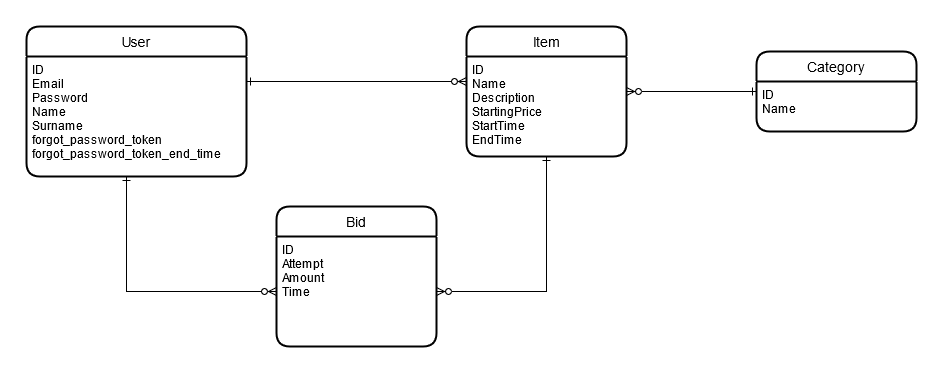 User
ID
Email
Password
Name
Surname
forgot_password_token
forgot_password_token_end_time
Item
ID
Name
Description
StartingPrice
StartTime
EndTime
Category
ID
Name
Bid
ID
Attempt
Amount
Time